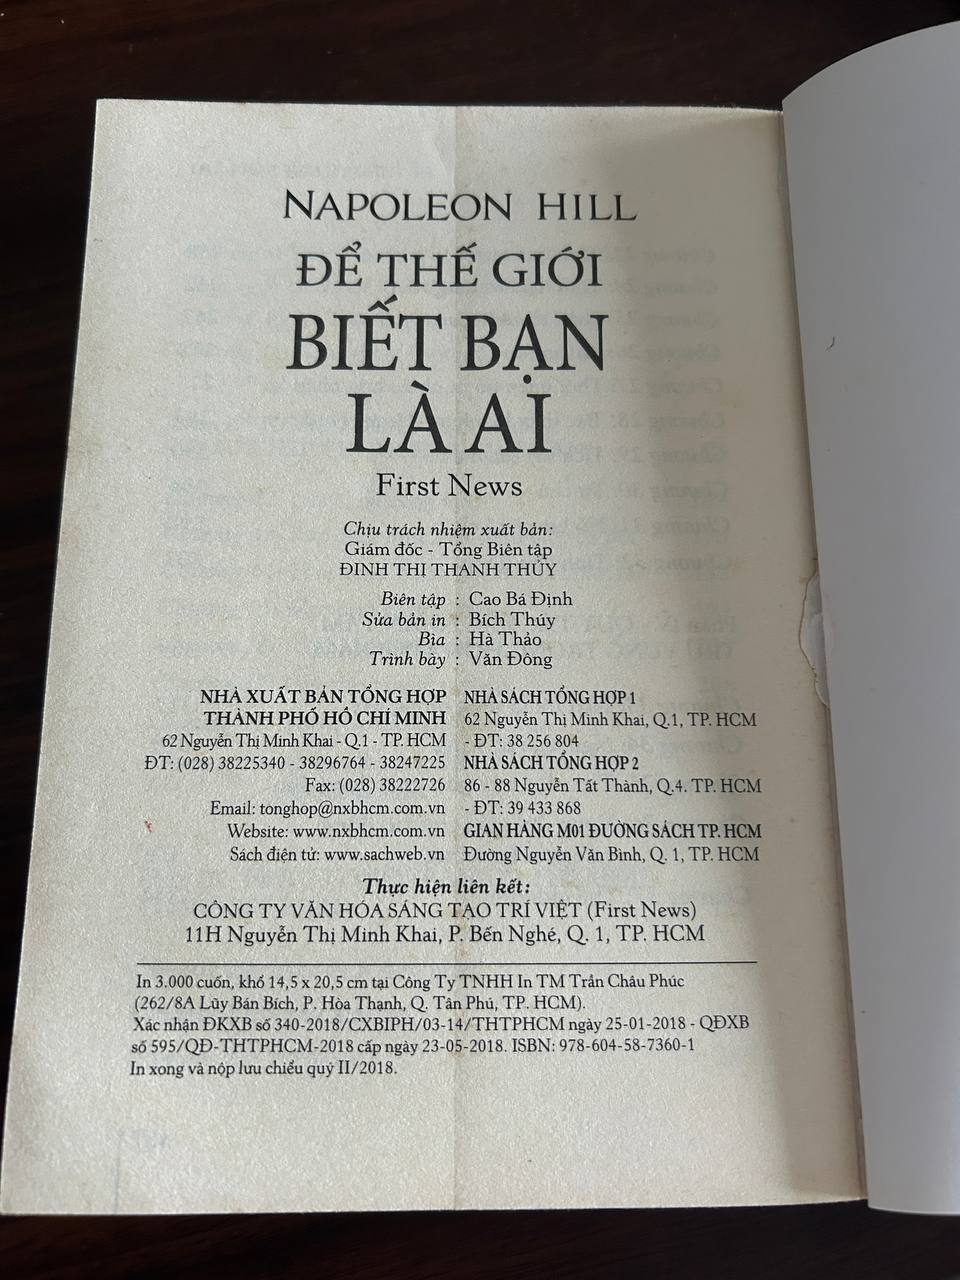 NAPOLEON HILL
ĐỂ THẾ GIỚI
BIẾT BẠN
LÀ AI
First News
Chịu trách nhiệm xuất bản:
Giám đốc - Tổng Biên tập
ĐINH THỊ THANH THỦY
Biên tập : Cao Bá Định
Sửa bản in : Bích Thúy
Bìa : Hà Thảo
Trình bày : Văn Đông
NHÀ XUẤT BẢN TỔNG HỢP
THÀNH PHỐ HỒ CHÍ MINH
62 Nguyễn Thị Minh Khai - Q.1 - TP. HCM
ĐT: (028) 38225340 - 38296764 - 38247225
Fax: (028) 38222726
Email: tonghop@nxbhcm.com.vn
Website: www.nxbhcm.com.vn
Sách điện tử: www.sachweb.vn
NHÀ SÁCH TỔNG HỢP 1
62 Nguyễn Thị Minh Khai, Q.1, TP. HCM
- ĐT: 38 256 804
NHÀ SÁCH TỔNG HỢP 2
86 - 88 Nguyễn Tất Thành, Q.4. TP. HCM
- ĐT: 39 433 868
GIAN HÀNG M01 ĐƯỜNG SÁCH TP. HCM
Đường Nguyễn Văn Bình, Q. 1, TP. HCM
Thực hiện liên kết:
CÔNG TY VĂN HÓA SÁNG TẠO TRÍ VIỆT (First News)
11H Nguyễn Thị Minh Khai, P. Bến Nghé, Q. 1, TP. HCM
In 3.000 cuốn, khổ 14,5 x 20,5 cm tại Công Ty TNHH In TM Trần Châu Phúc
(262/8A Lũy Bán Bích, P. Hòa Thạnh, Q. Tân Phú, TP. HCM).
Xác nhận ĐKXB số 340-2018/CXBIPH/03-14/THTPHCM ngày 25-01-2018 - QĐXB
số 595/QĐ-THTPHCM-2018 cấp ngày 23-05-2018. ISBN: 978-604-58-7360-1
In xong và nộp lưu chiểu quý II/2018.